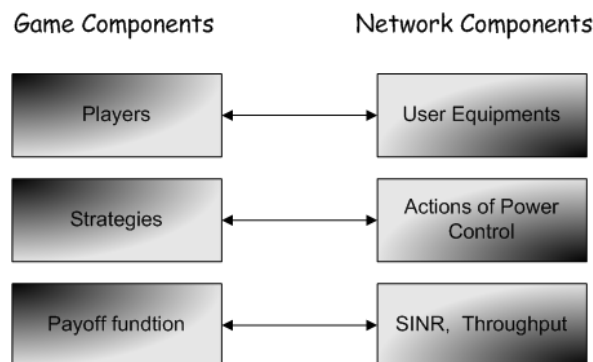 Game Components Network Components
Players User Equipments
Strategies Actions of Power
Control
Payoff fundtion SINR, Throughput